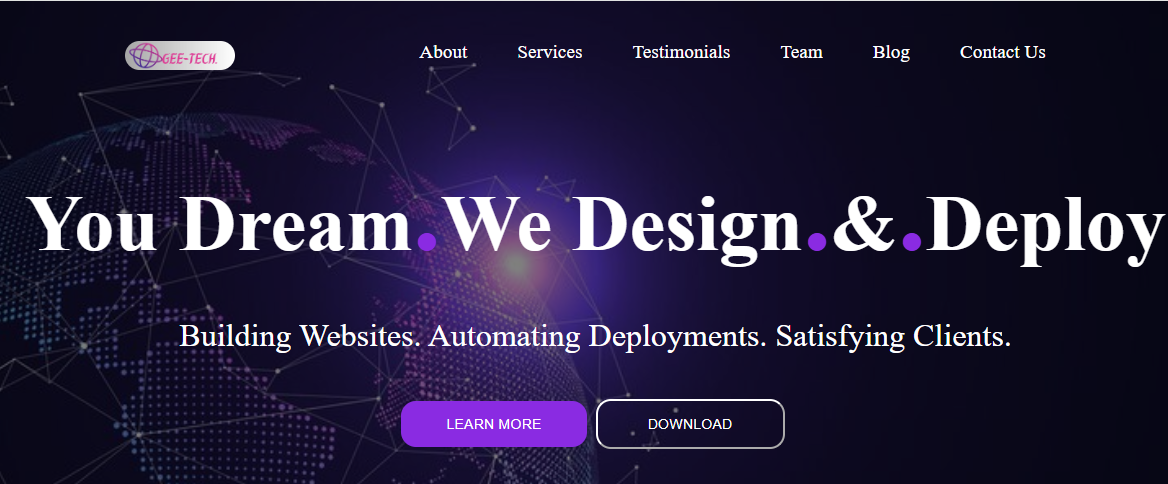 GEE-TECH.
About Services Testimonials Team Blog Contact Us
You Dream.We Design.&.Deploy
Building Websites. Automating Deployments. Satisfying Clients.
LEARN MORE DOWNLOAD